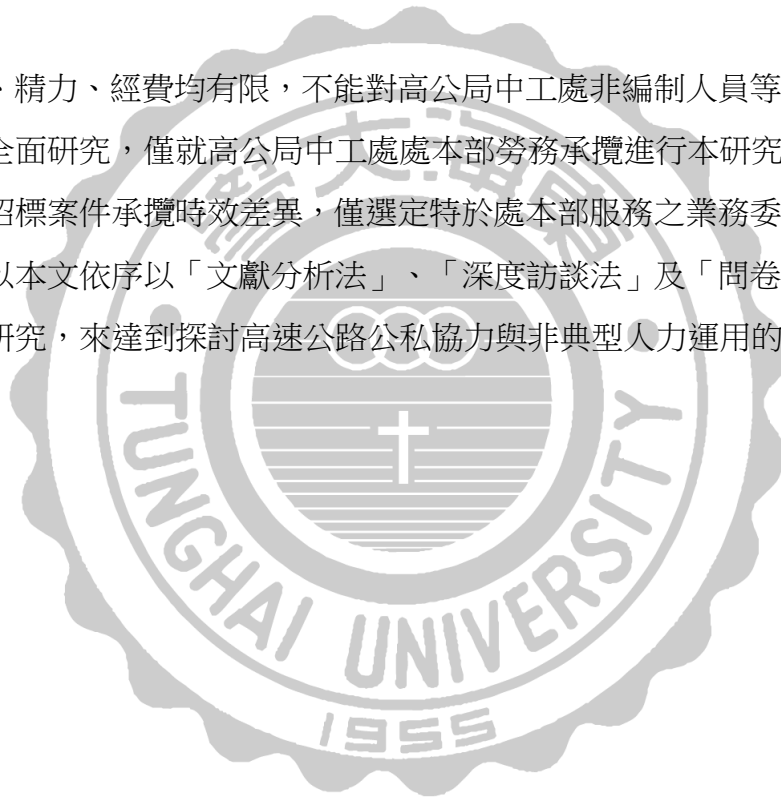 、精力、經費均有限，不能對高公局中工處非編制人員等
全面研究，僅就高公局中工處處本部勞務承攬進行本研究
招標案件承攬時效差異，僅選定特於處本部服務之業務委
以本文依序以「文獻分析法」、「深度訪談法」及「問卷
研究，來達到探討高速公路公私協力與非典型人力運用的
學大海東
TUNGHAI UNIVERSITY
1955